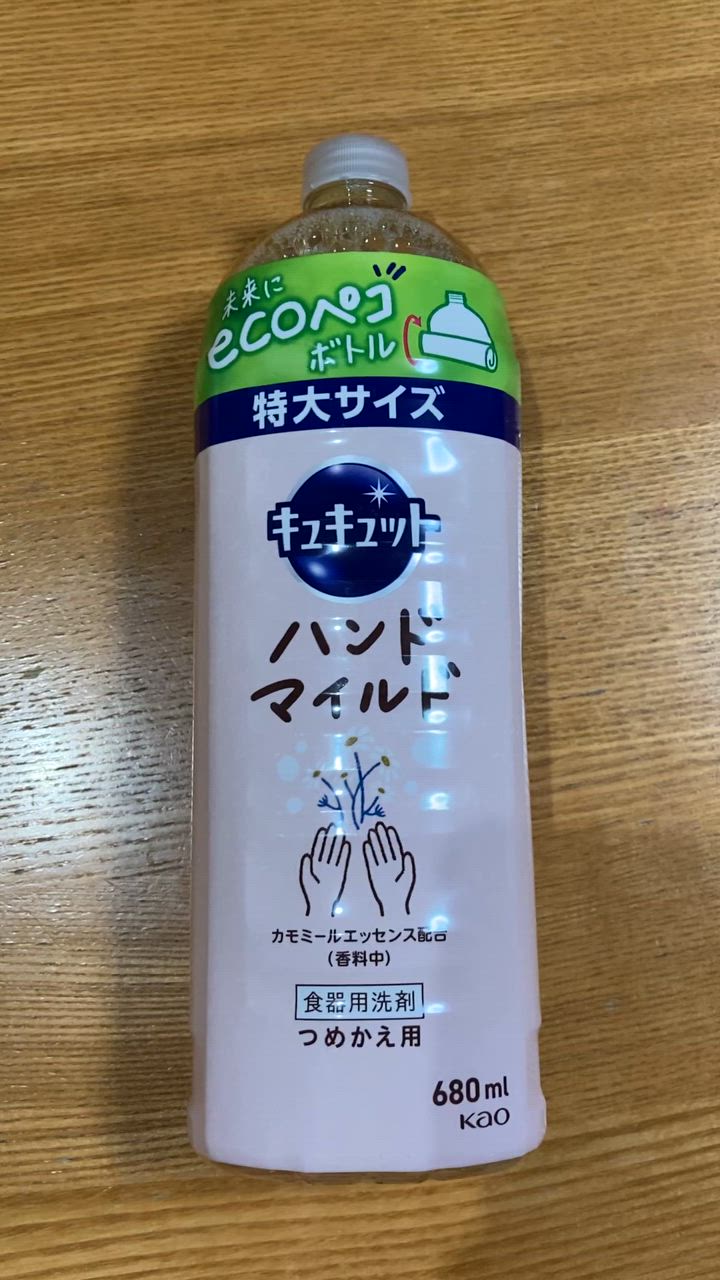 未来に
ecoペコ
ボトル
特大サイズ
キュキュット
ハンド
マイルド
カモミールエッセンス配合
(香料中)
食器用洗剤
つめかえ用
680ml
Kao